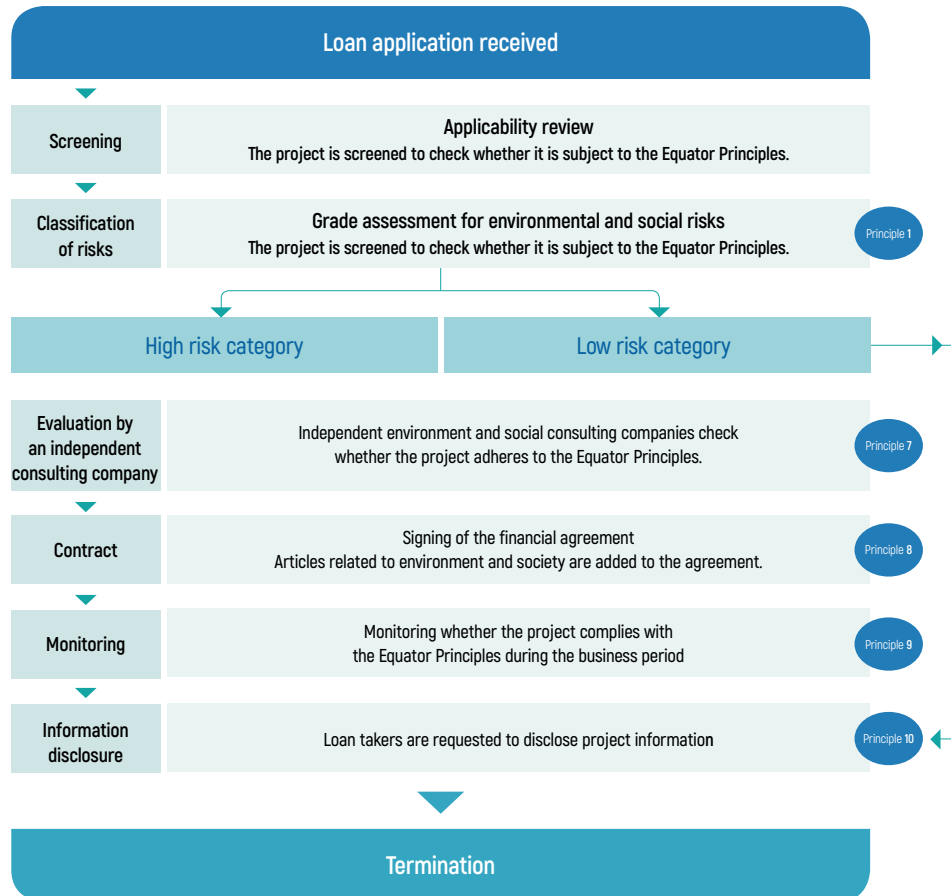 Loan application received
Screening
Applicability review
The project is screened to check whether it is subject to the Equator Principles.
Classification
of risks
Grade assessment for environmental and social risks
The project is screened to check whether it is subject to the Equator Principles.
Principle 1
High risk category
Low risk category
Evaluation by
an independent
consulting company
Independent environment and social consulting companies check
whether the project adheres to the Equator Principles.
Principle 7
Contract
Signing of the financial agreement
Articles related to environment and society are added to the agreement.
Principle 8
Monitoring
Monitoring whether the project complies with
the Equator Principles during the business period
Principle 9
Information
disclosure
Loan takers are requested to disclose project information
Principle 10
Termination